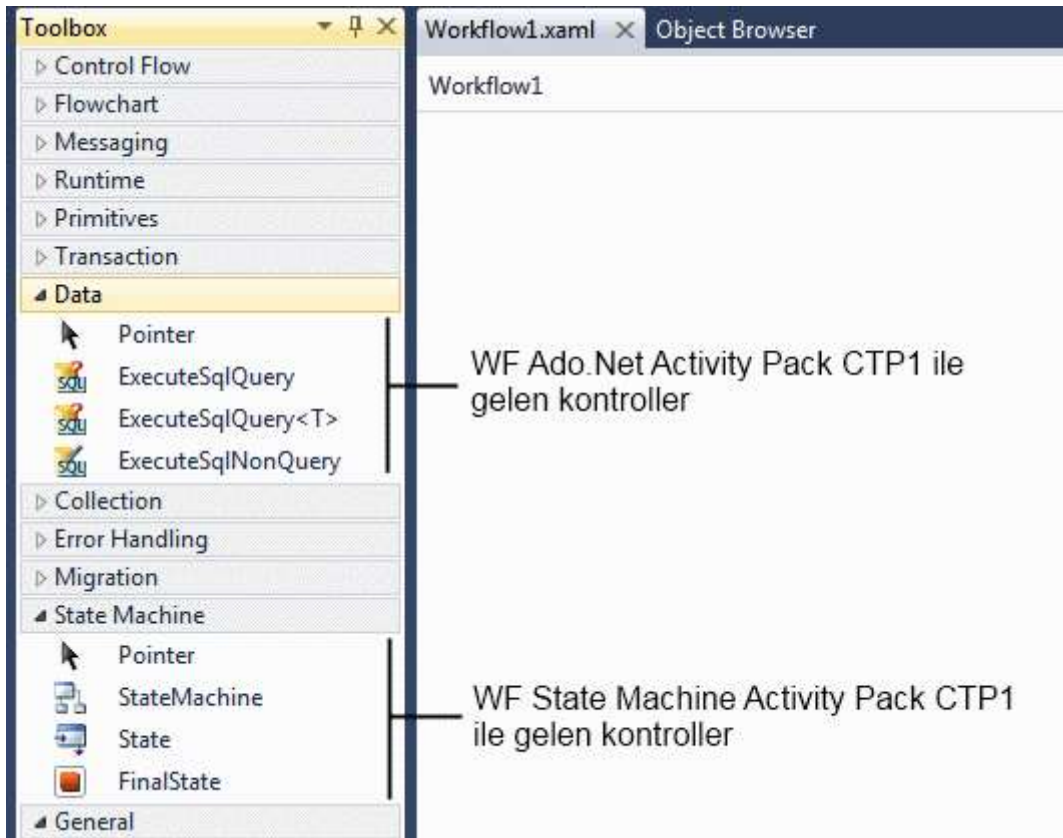 Toolbox
Control Flow
Flowchart
Messaging
Runtime
Primitives
Transaction
Data
Pointer
ExecuteSqlQuery
ExecuteSqlQuery<T>
ExecuteSqlNonQuery
Collection
Error Handling
Migration
State Machine
Pointer
StateMachine
State
FinalState
General
Workflow1.xaml
Object Browser
Workflow1
WF Ado.Net Activity Pack CTP1 ile
gelen kontroller
WF State Machine Activity Pack CTP1
ile gelen kontroller